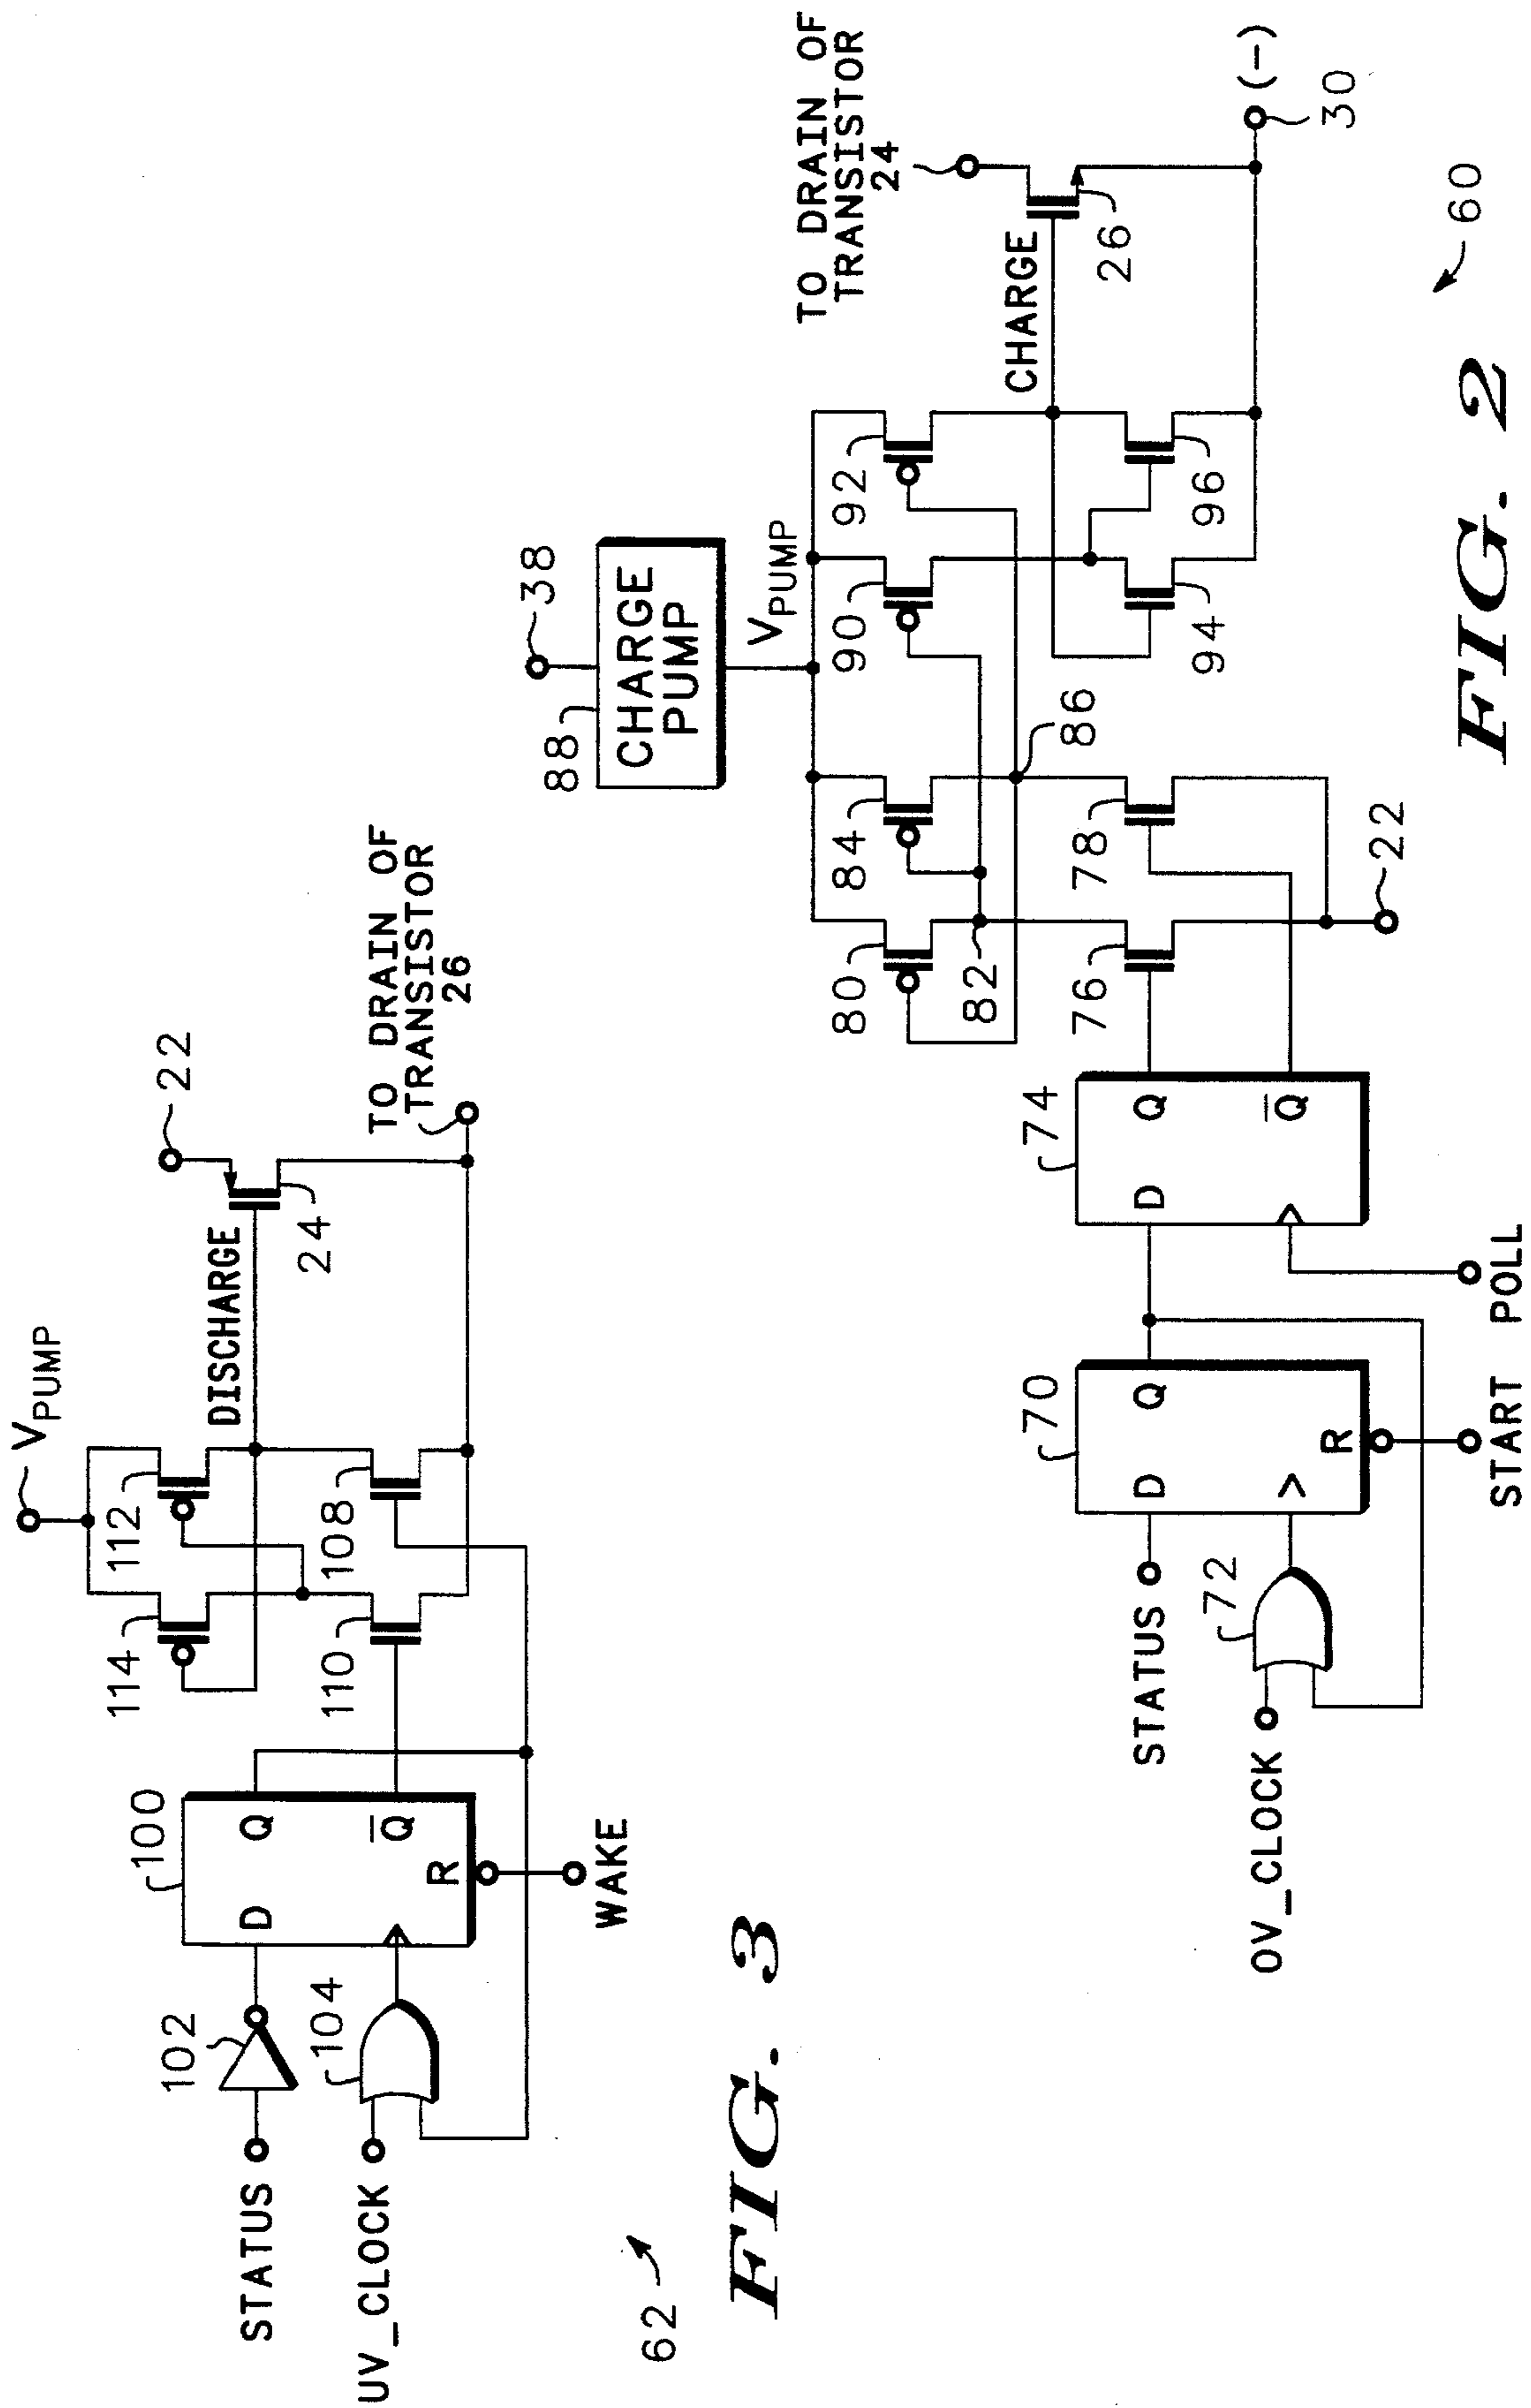 VPUMP
22
114
112
DISCHARGE
24
TO DRAIN OF
TRANSISTOR
26
110
108
100
D
Q
Q
R
WAKE
102
104
STATUS
UV_CLOCK
62
FIG. 3
38
88
CHARGE
PUMP
VPUMP
80
84
90
92
82
86
76
78
94
96
22
CHARGE
26
TO DRAIN OF
TRANSISTOR
24
(-)
30
60
70
D
Q
R
74
D
Q
Q
72
STATUS
OV_CLOCK
START
POLL
FIG. 2